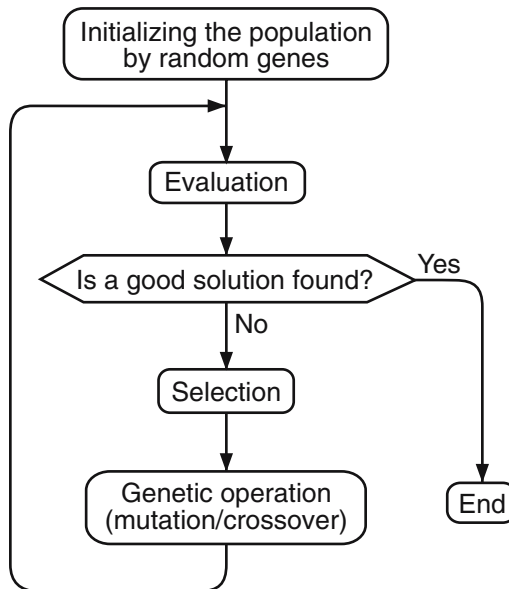 Initializing the population
by random genes
Evaluation
Is a good solution found?
Yes
No
Selection
Genetic operation
(mutation/crossover)
End